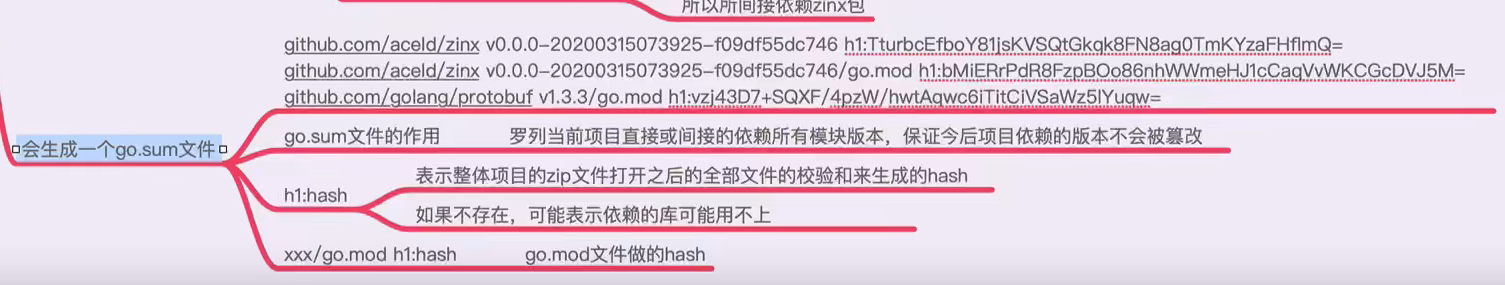 所以所间接依赖zinx包
github.com/aceld/zinx v0.0.0-20200315073925-f09df55dc746 h1:TturbcEfboY81jsKVSQtGkgk8FN8ag0TmKYzaFHflmQ=
github.com/aceld/zinx v0.0.0-20200315073925-f09df55dc746/go.mod h1:bMiERrPdR8FzpBOo86nhWWmeHJ1cCaqVvWKCGcDVJ5M=
github.com/golang/protobuf v1.3.3/go.mod h1:vzj43D7+SQXF/4pzW/hwtAqwc6iTitCiVSaWz5lYuqw=
会生成一个go.sum文件
go.sum文件的作用 罗列当前项目直接或间接的依赖所有模块版本，保证今后项目依赖的版本不会被篡改
h1:hash
表示整体项目的zip文件打开之后的全部文件的校验和来生成的hash
如果不存在，可能表示依赖的库可能用不上
xxx/go.mod h1:hash go.mod文件做的hash